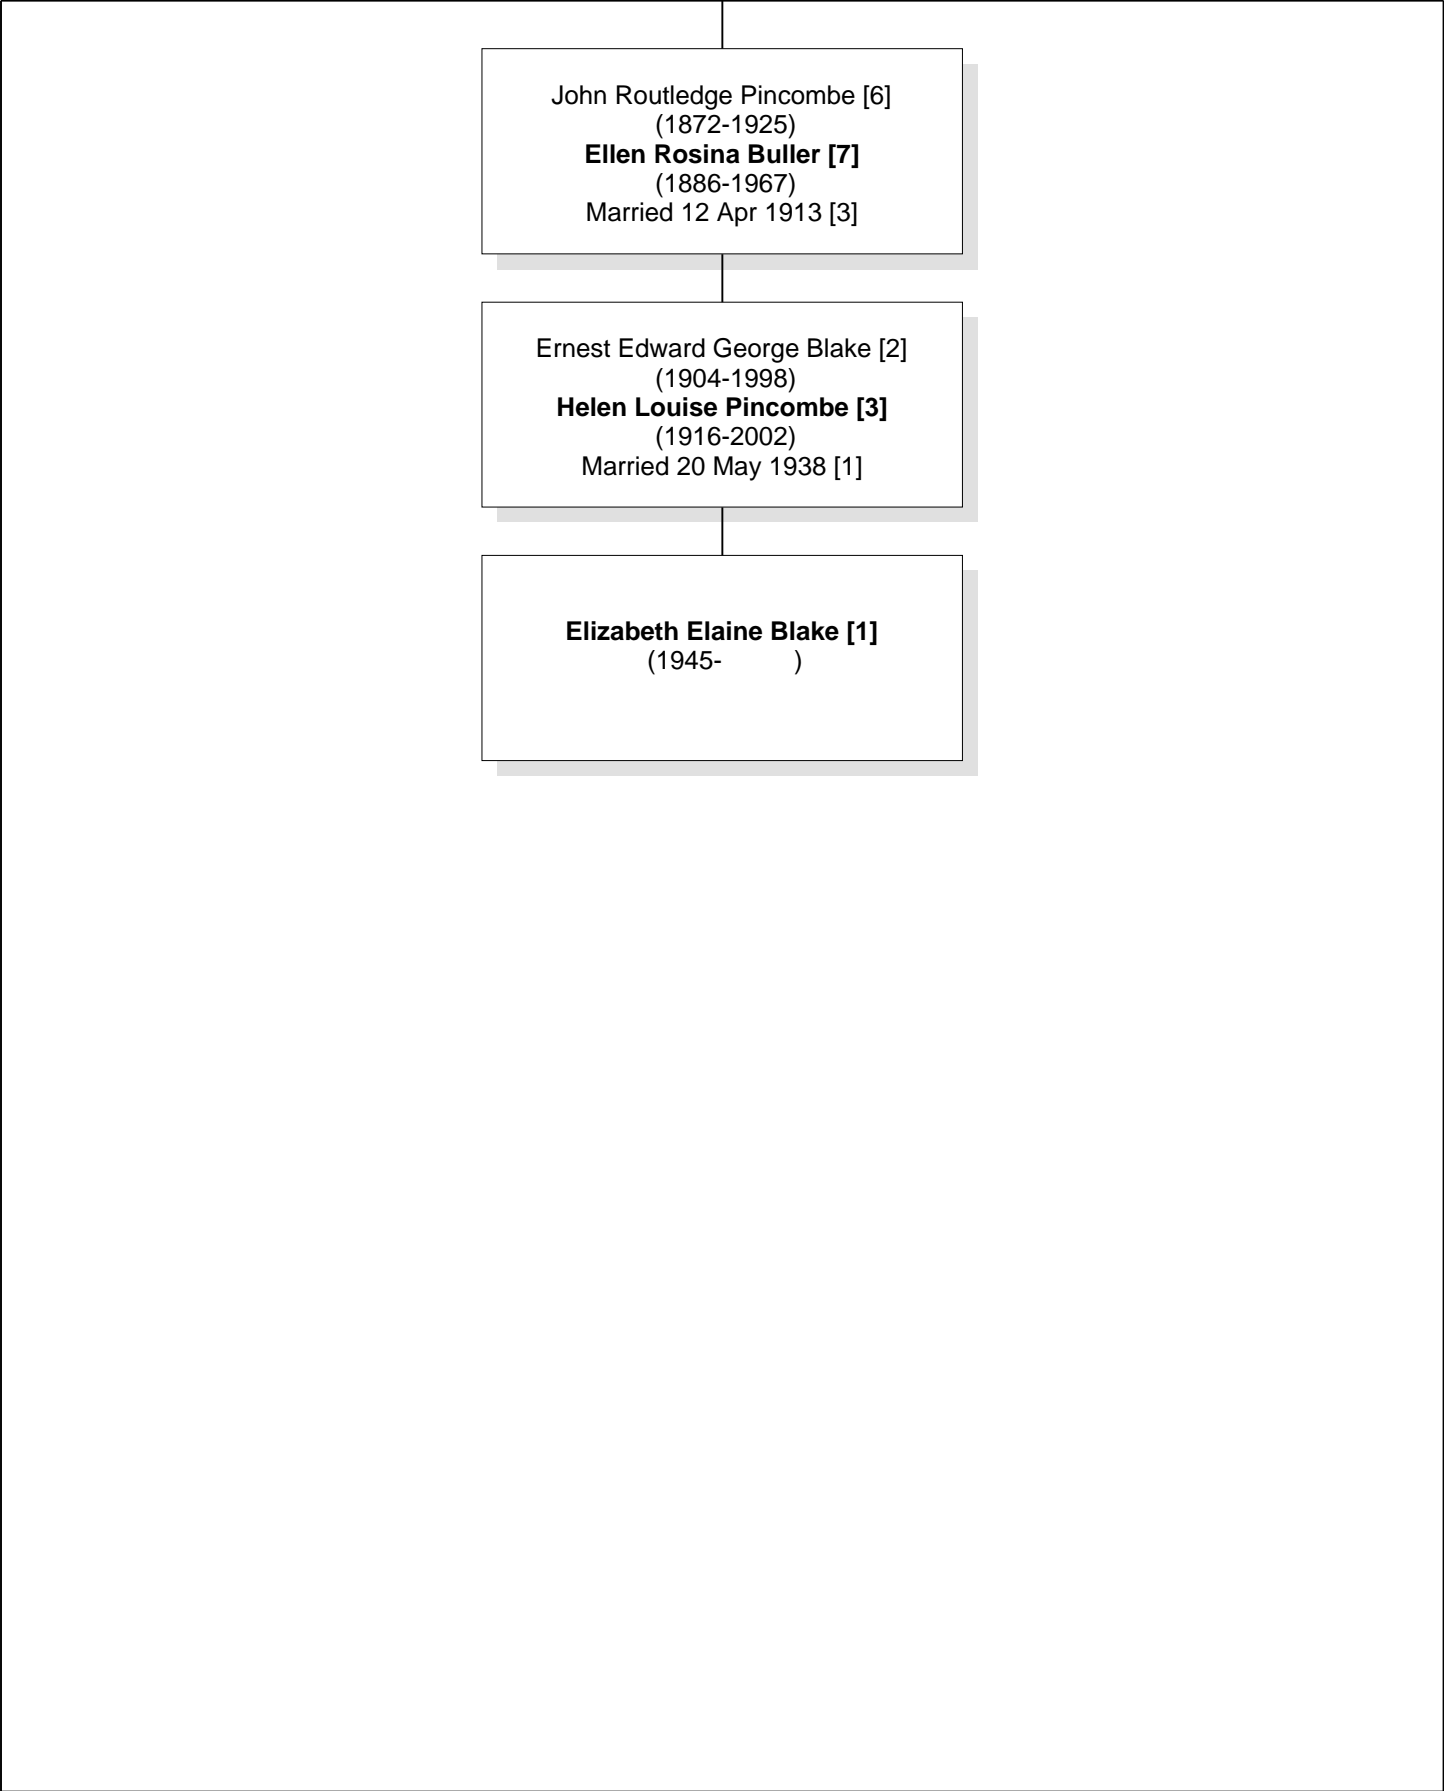 John Routledge Pincombe [6]
(1872-1925)
Ellen Rosina Buller [7]
(1886-1967)
Married 12 Apr 1913 [3]
Ernest Edward George Blake [2]
(1904-1998)
Helen Louise Pincombe [3]
(1916-2002)
Married 20 May 1938 [1]
Elizabeth Elaine Blake [1]
(1945- )